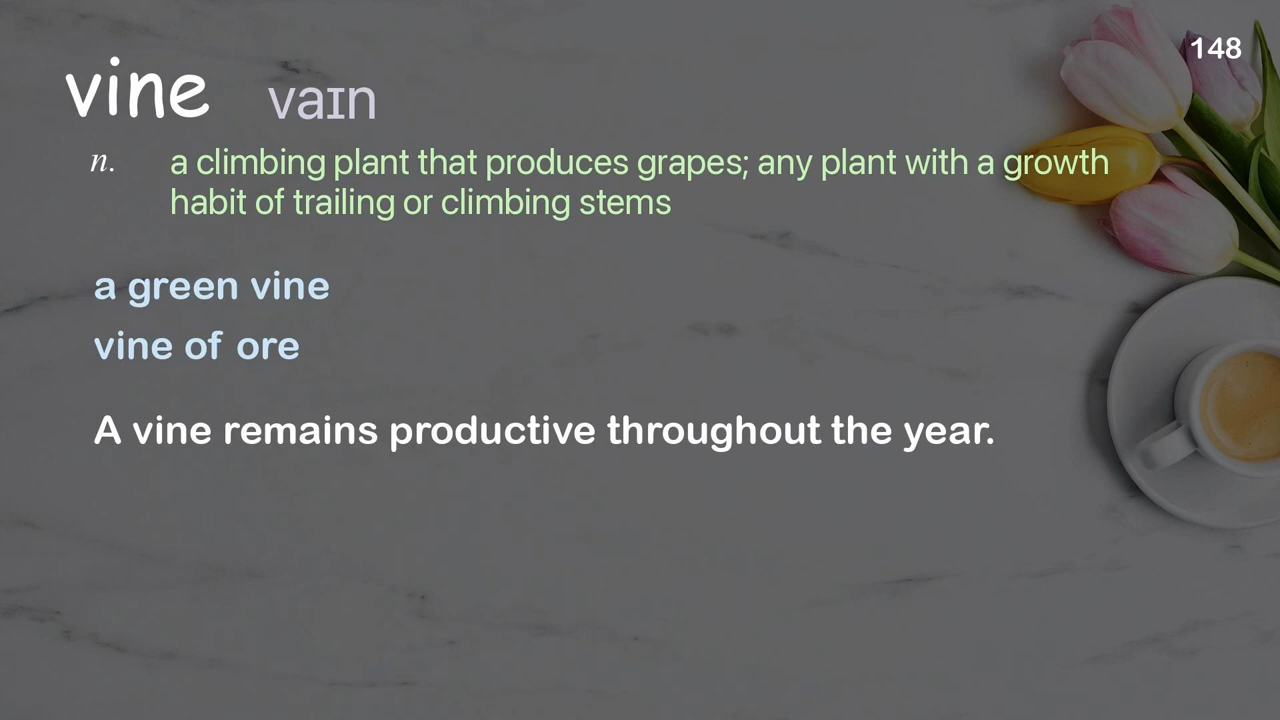 148
vine vaɪn
n. a climbing plant that produces grapes; any plant with a growth
habit of trailing or climbing stems
a green vine
vine of ore
A vine remains productive throughout the year.